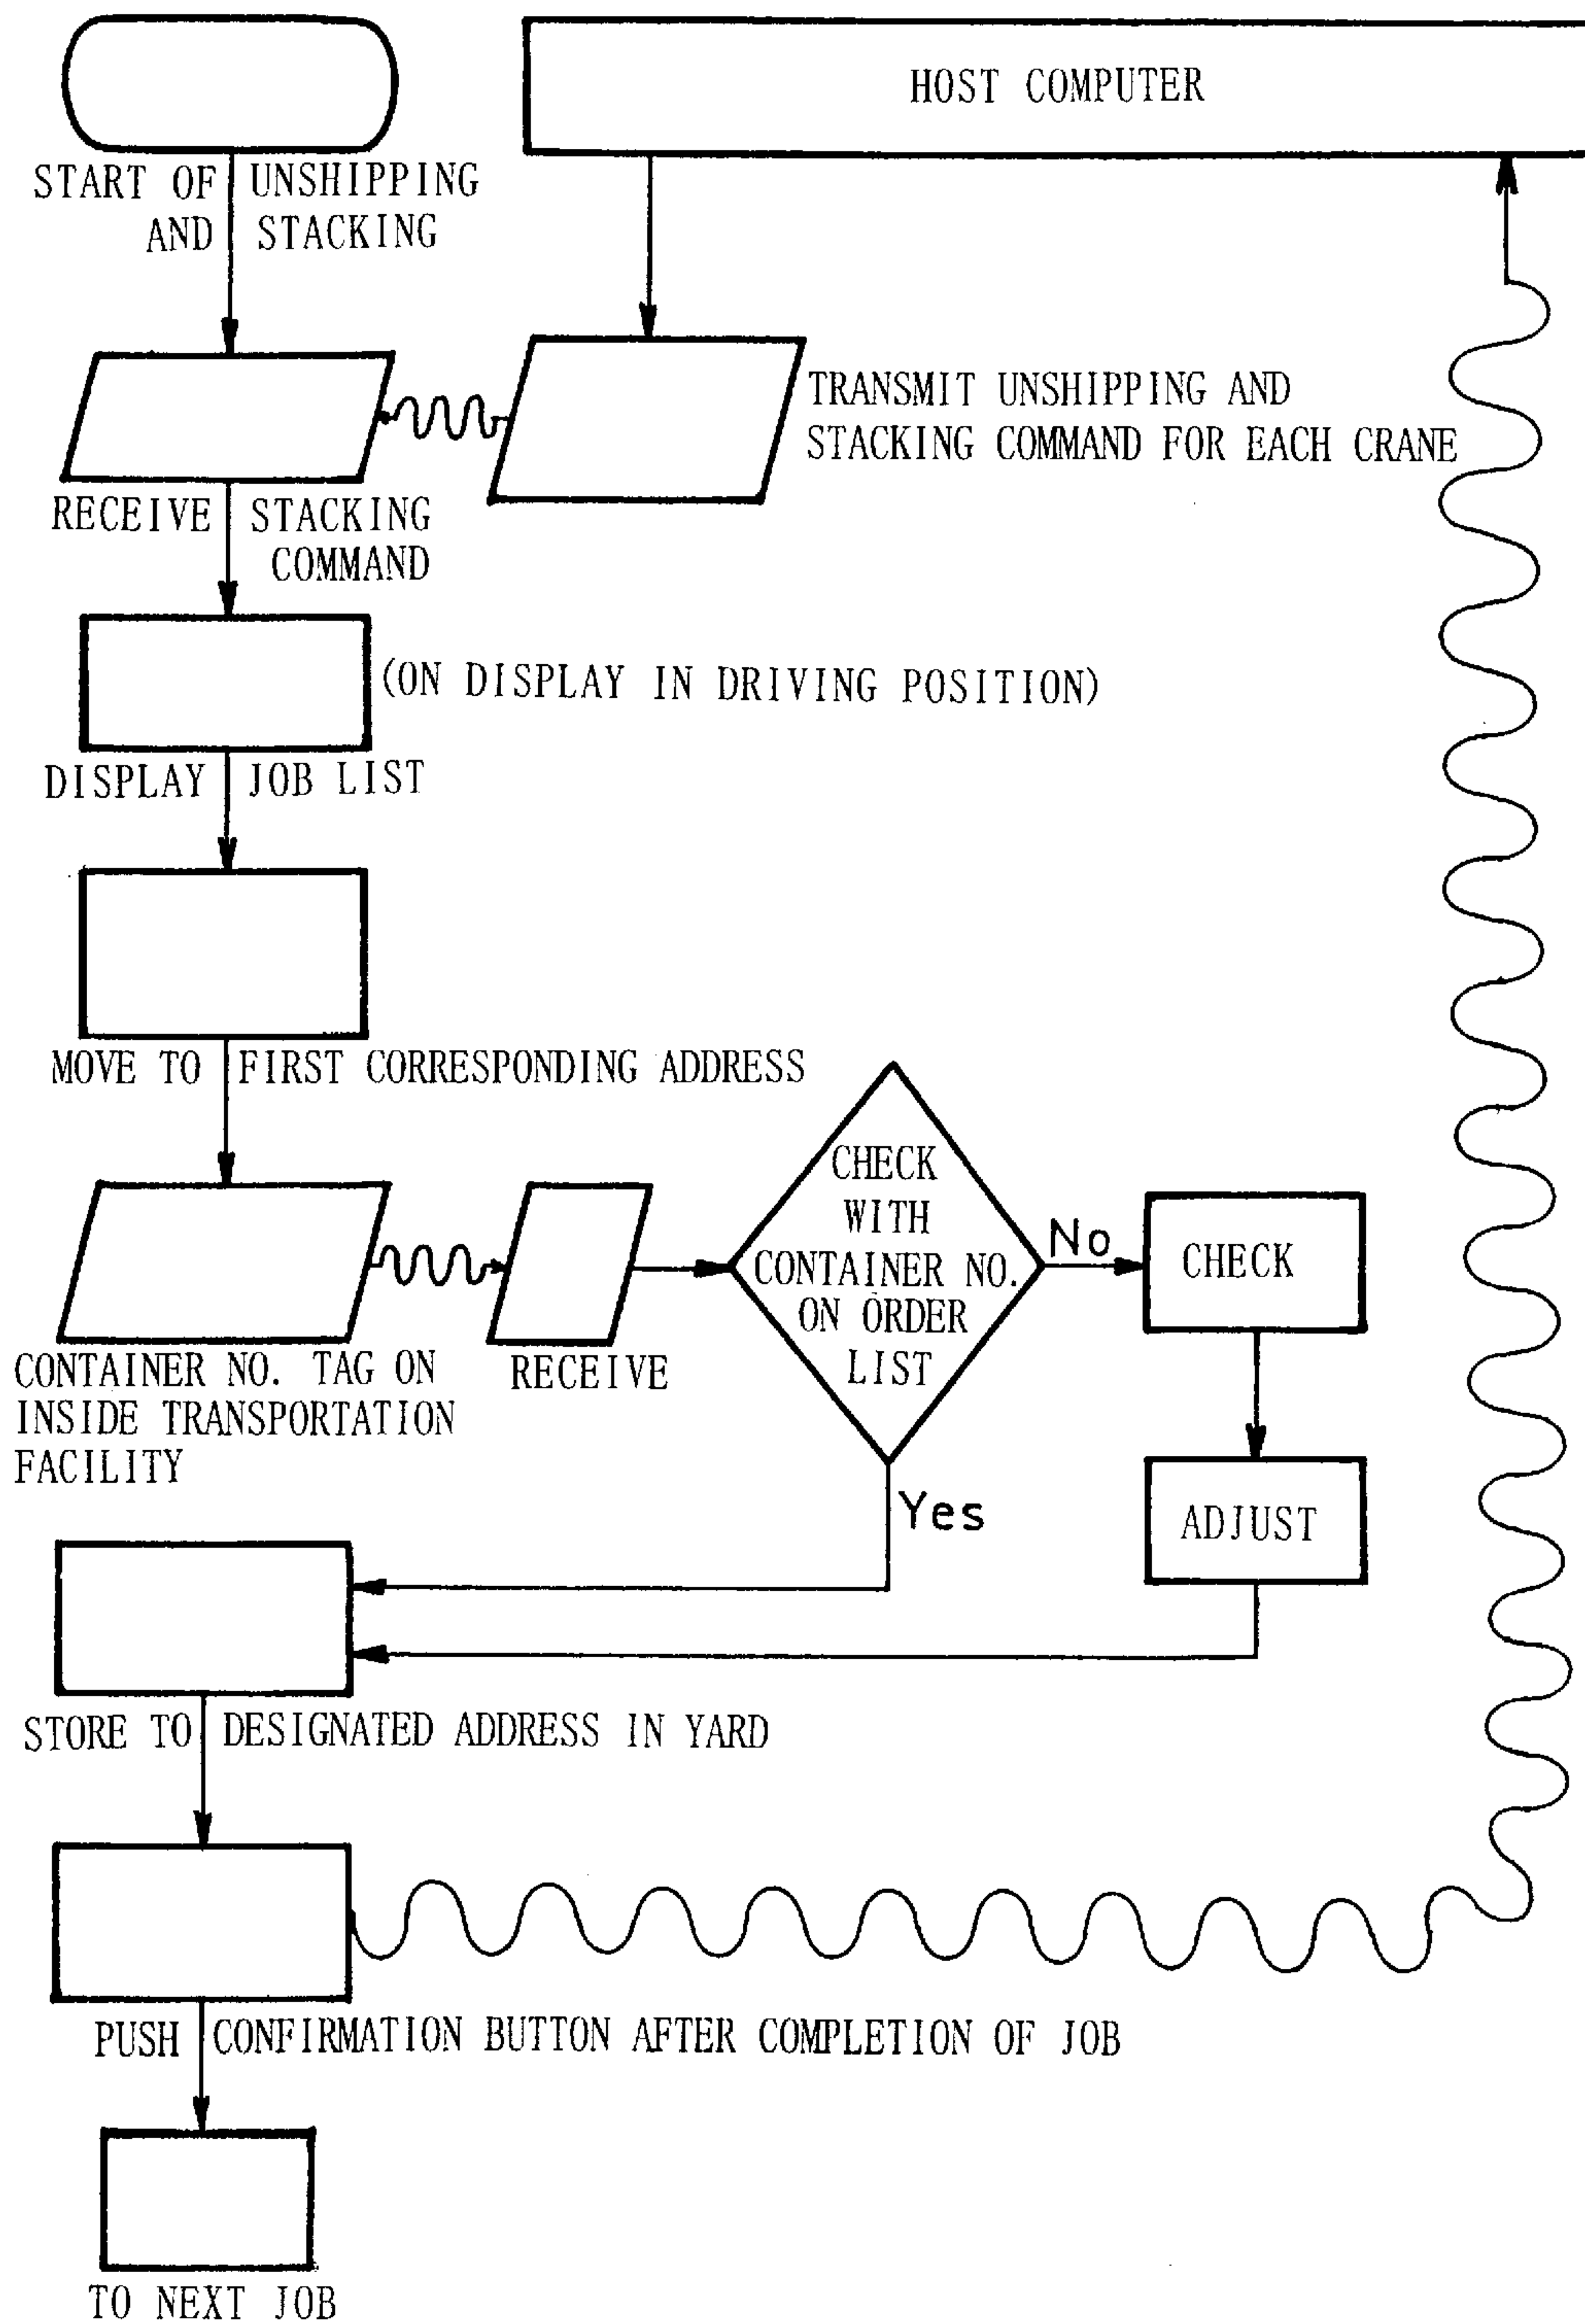 HOST COMPUTER
START OF UNSHIPPING
AND STACKING
TRANSMIT UNSHIPPING AND
STACKING COMMAND FOR EACH CRANE
RECEIVE STACKING
COMMAND
(ON DISPLAY IN DRIVING POSITION)
DISPLAY JOB LIST
MOVE TO FIRST CORRESPONDING ADDRESS
CONTAINER NO. TAG ON
INSIDE TRANSPORTATION
FACILITY
RECEIVE
CHECK
WITH
CONTAINER NO.
ON ORDER
LIST
No
CHECK
ADJUST
Yes
STORE TO DESIGNATED ADDRESS IN YARD
PUSH CONFIRMATION BUTTON AFTER COMPLETION OF JOB
TO NEXT JOB